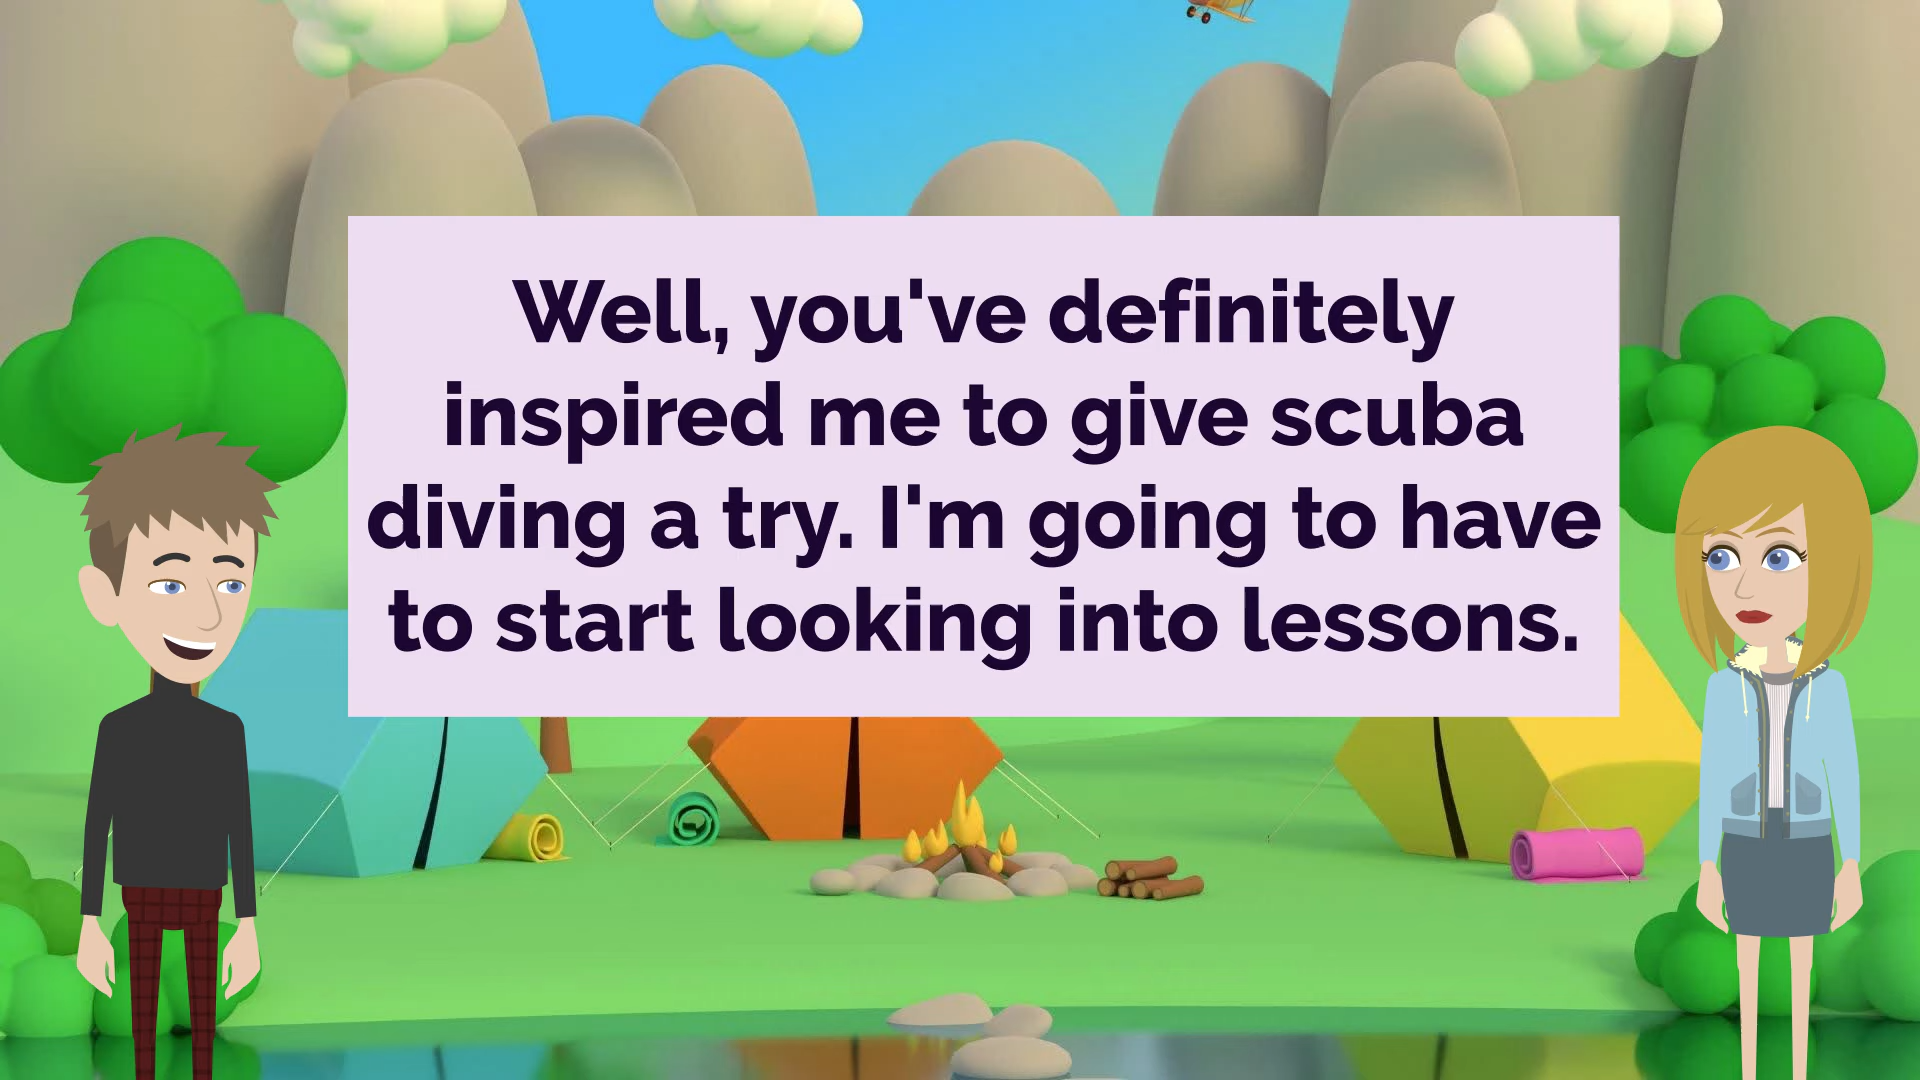 Well, you've definitely
inspired me to give scuba
diving a try. I'm going to have
to start looking into lessons.